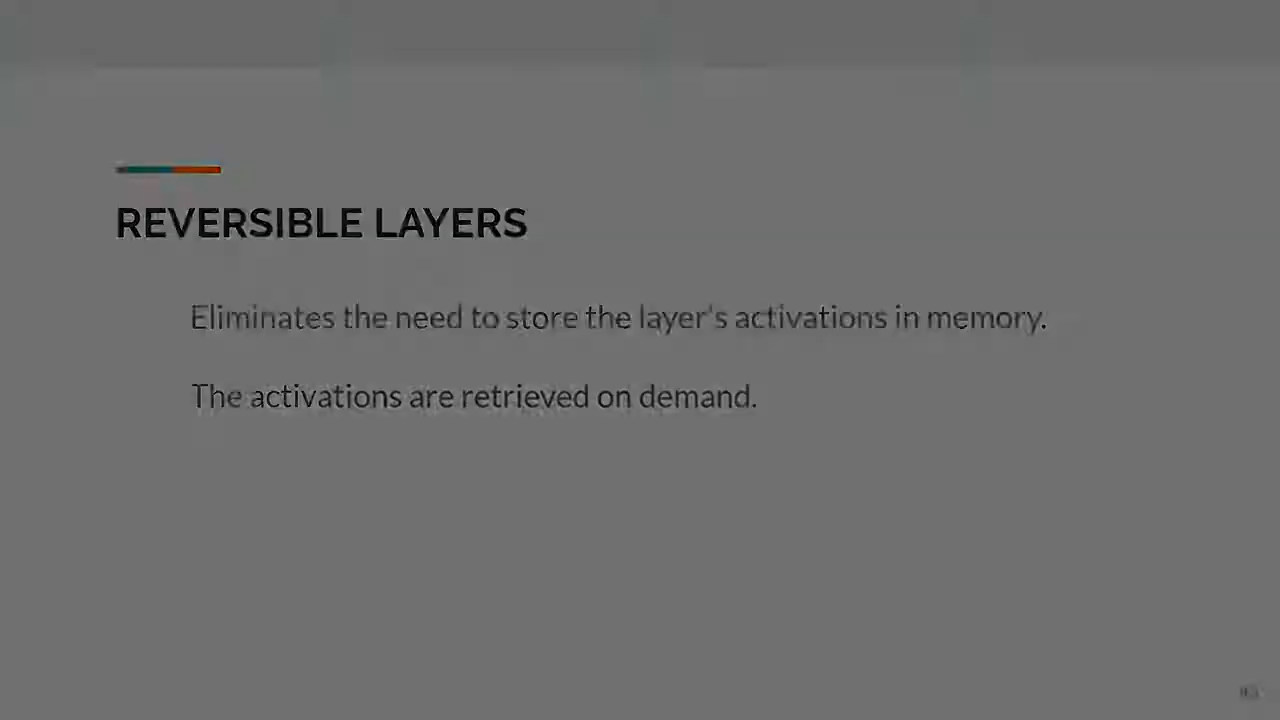 REVERSIBLE LAYERS
Eliminates the need to store the layer's activations in memory.
The activations are retrieved on demand.